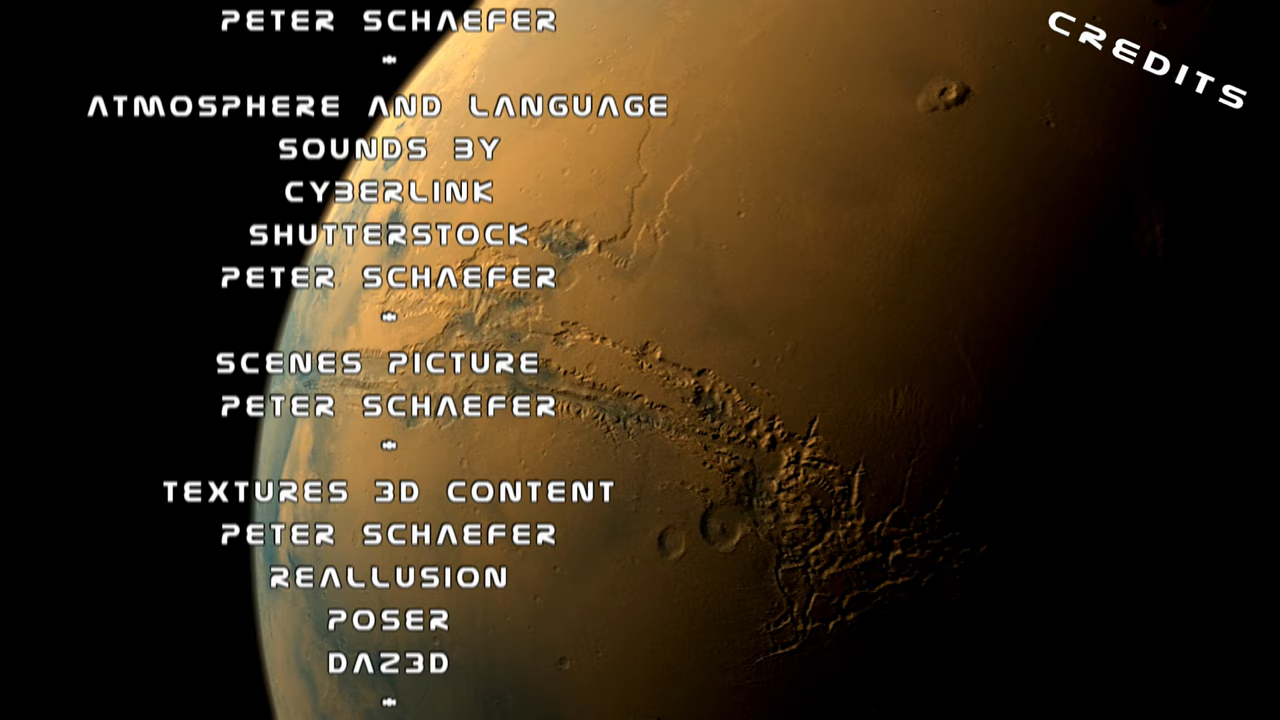 PETER SCHAEFER
ATMOSPHERE AND LANGUAGE
SOUNDS BY
CYBERLINK
SHUTTERSTOCK
PETER SCHAEFER
SCENES PICTURE
PETER SCHAEFER
TEXTURES 3D CONTENT
PETER SCHAEFER
REALLUSION
POSER
DAZ3D
CREDITS